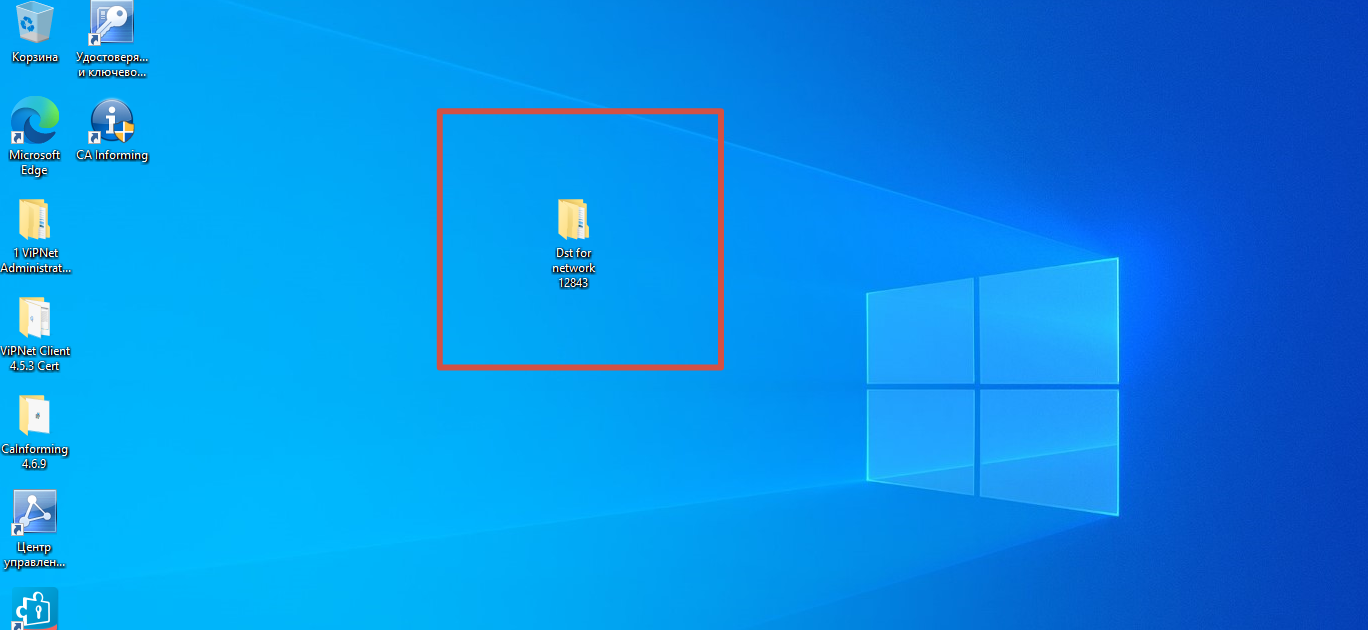 Корзина
Удостоверя...
и ключево...
Microsoft
Edge
CA Informing
1 ViPNet
Administrat...
Dst for
network
12843
ViPNet Client
4.5.3 Cert
CaInforming
4.6.9
Центр
управлен...